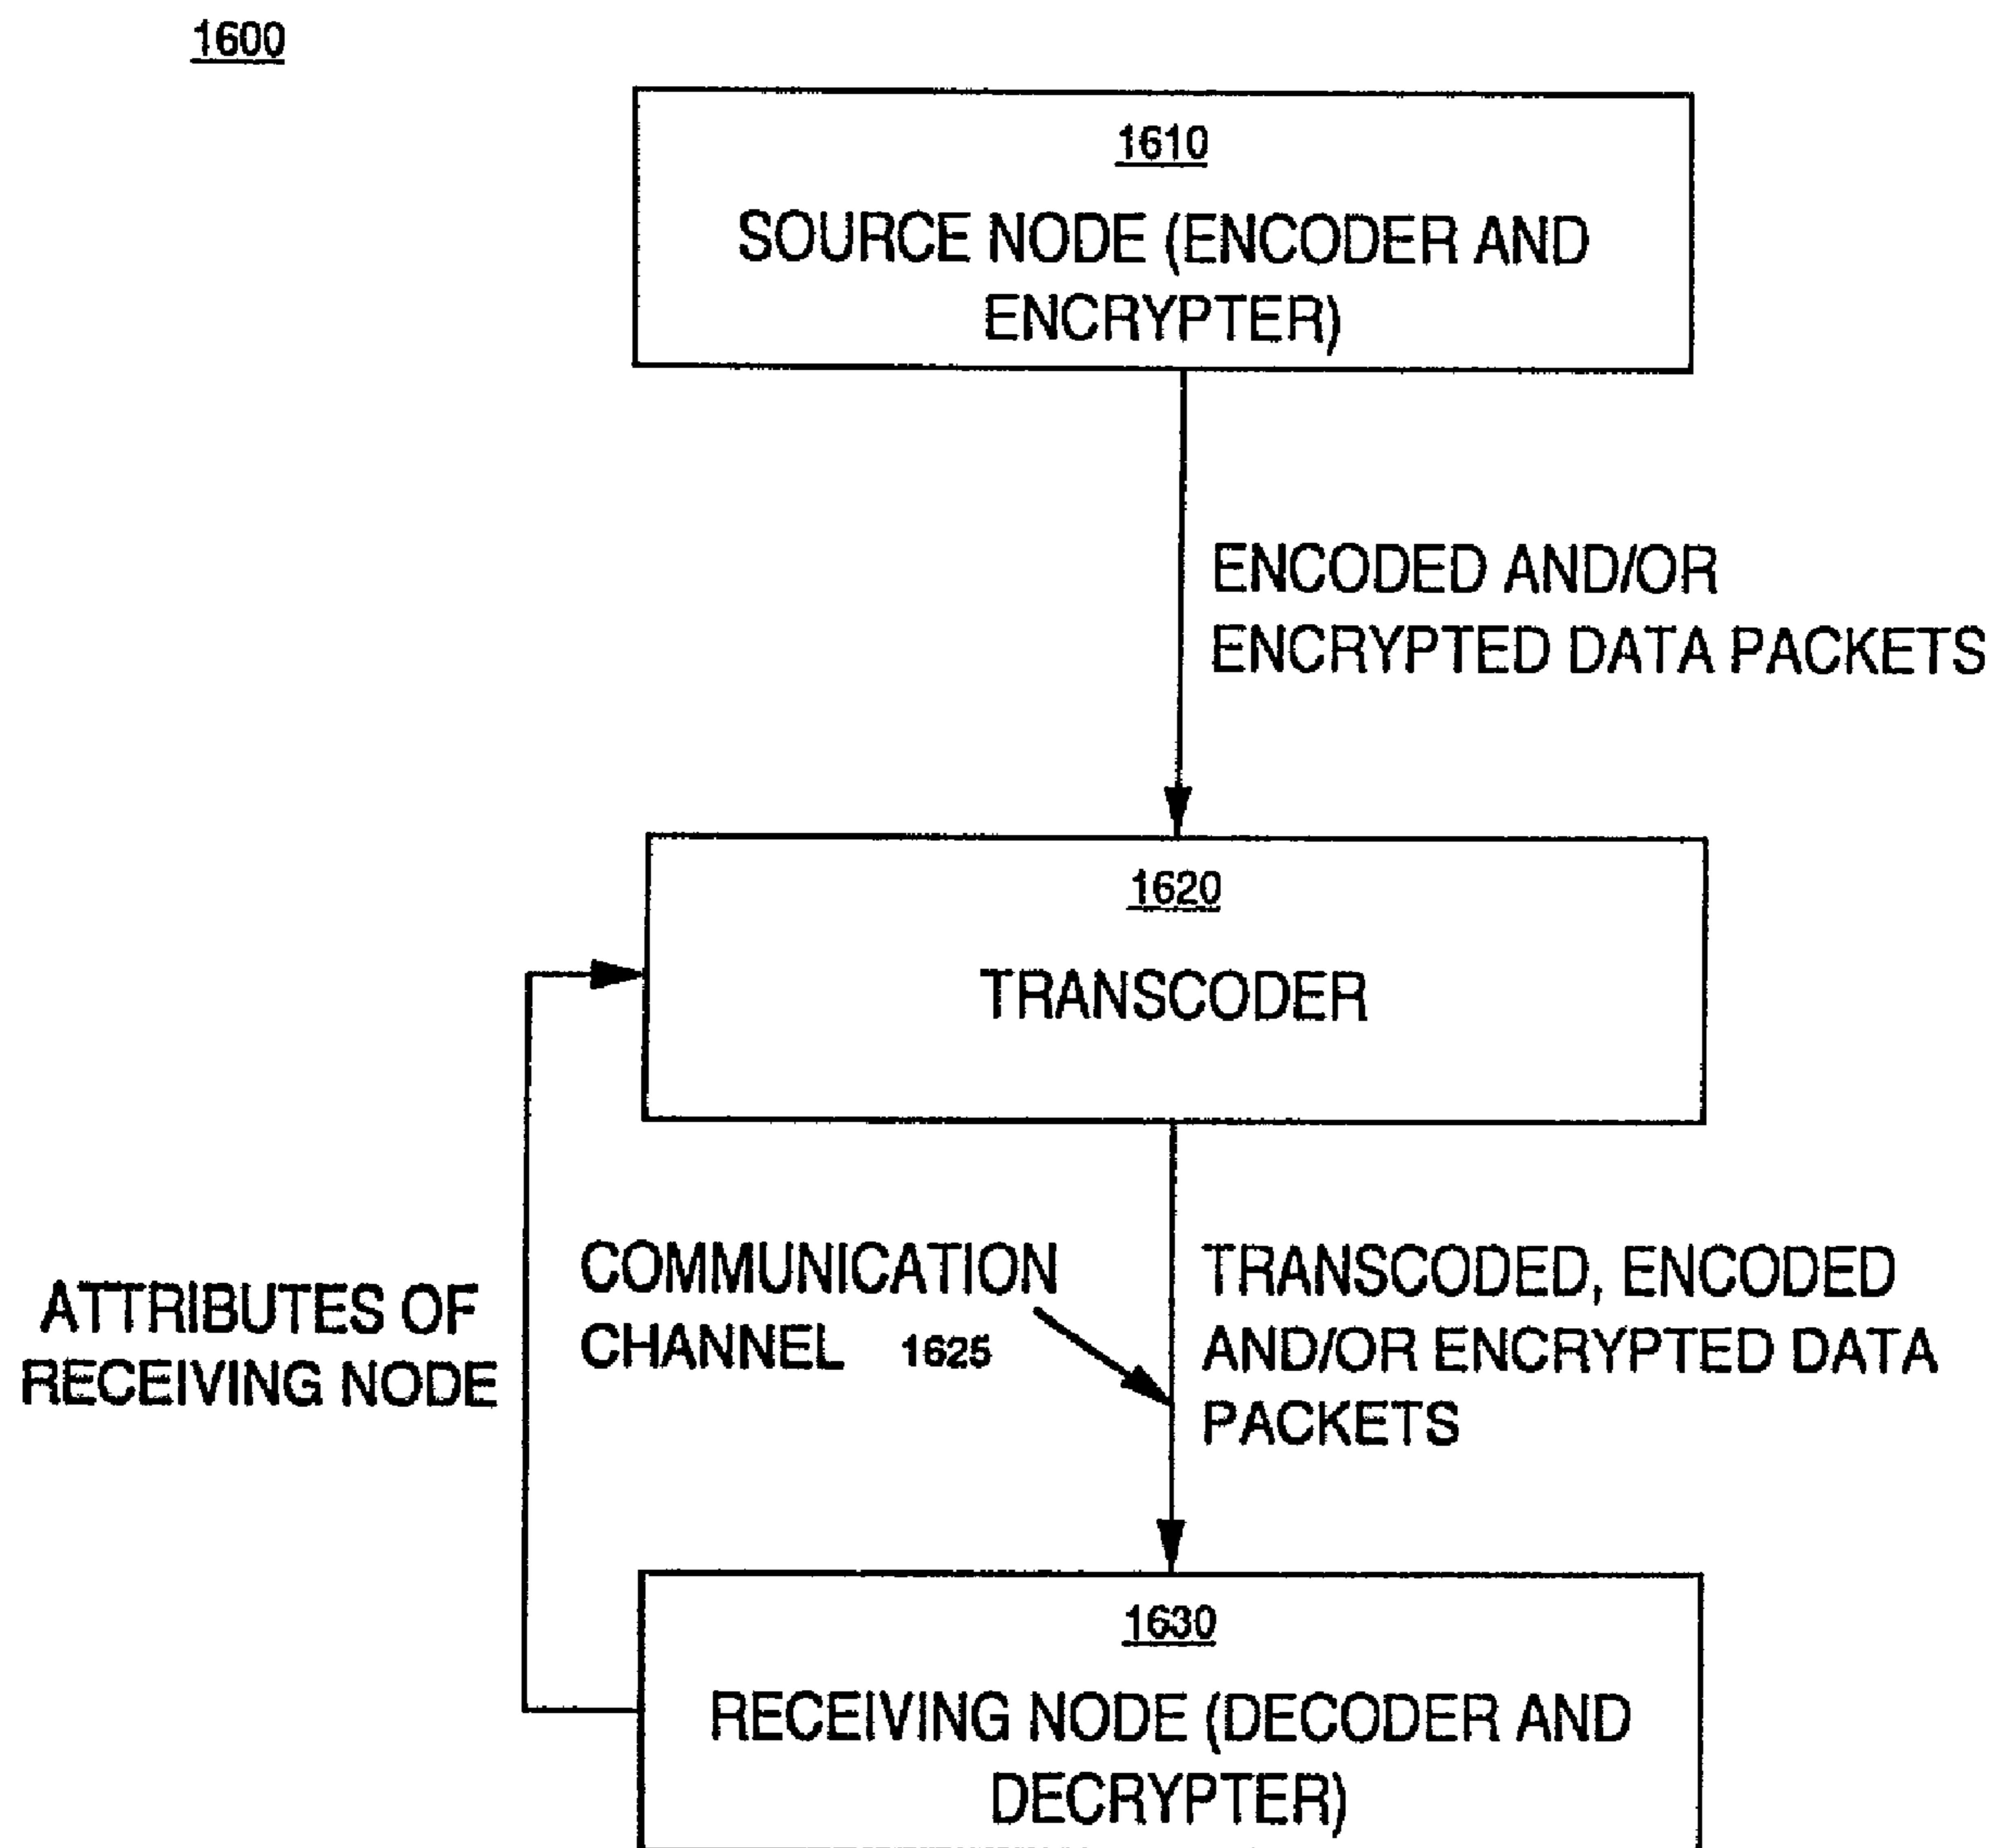 1600
1610
SOURCE NODE (ENCODER AND
ENCRYPTER)
ENCODED AND/OR
ENCRYPTED DATA PACKETS
1620
TRANSCODER
ATTRIBUTES OF
RECEIVING NODE
COMMUNICATION
CHANNEL 1625
TRANSCODED, ENCODED
AND/OR ENCRYPTED DATA
PACKETS
1630
RECEIVING NODE (DECODER AND
DECRYPTER)